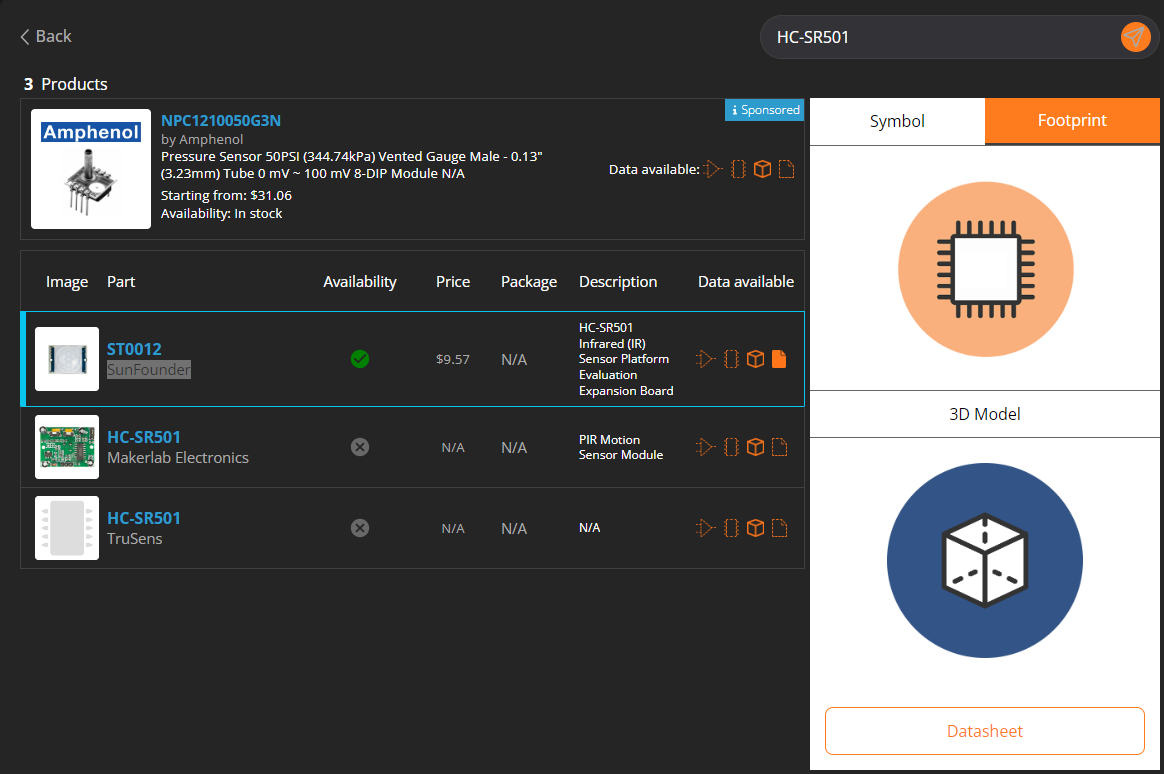 Back
HC-SR501
3 Products
Sponsored
Amphenol
NPC1210050G3N
by Amphenol
Pressure Sensor 50PSI (344.74kPa) Vented Gauge Male - 0.13"
(3.23mm) Tube 0 mV ~ 100 mV 8-DIP Module N/A
Starting from: $31.06
Availability: In stock
Data available:
Image Part Availability Price Package Description Data available
ST0012
SunFounder
$9.57
N/A
HC-SR501
Infrared (IR)
Sensor Platform
Evaluation
Expansion Board
HC-SR501
Makerlab Electronics
N/A
N/A
PIR Motion
Sensor Module
HC-SR501
TruSens
N/A
N/A
N/A
Symbol
Footprint
3D Model
Datasheet